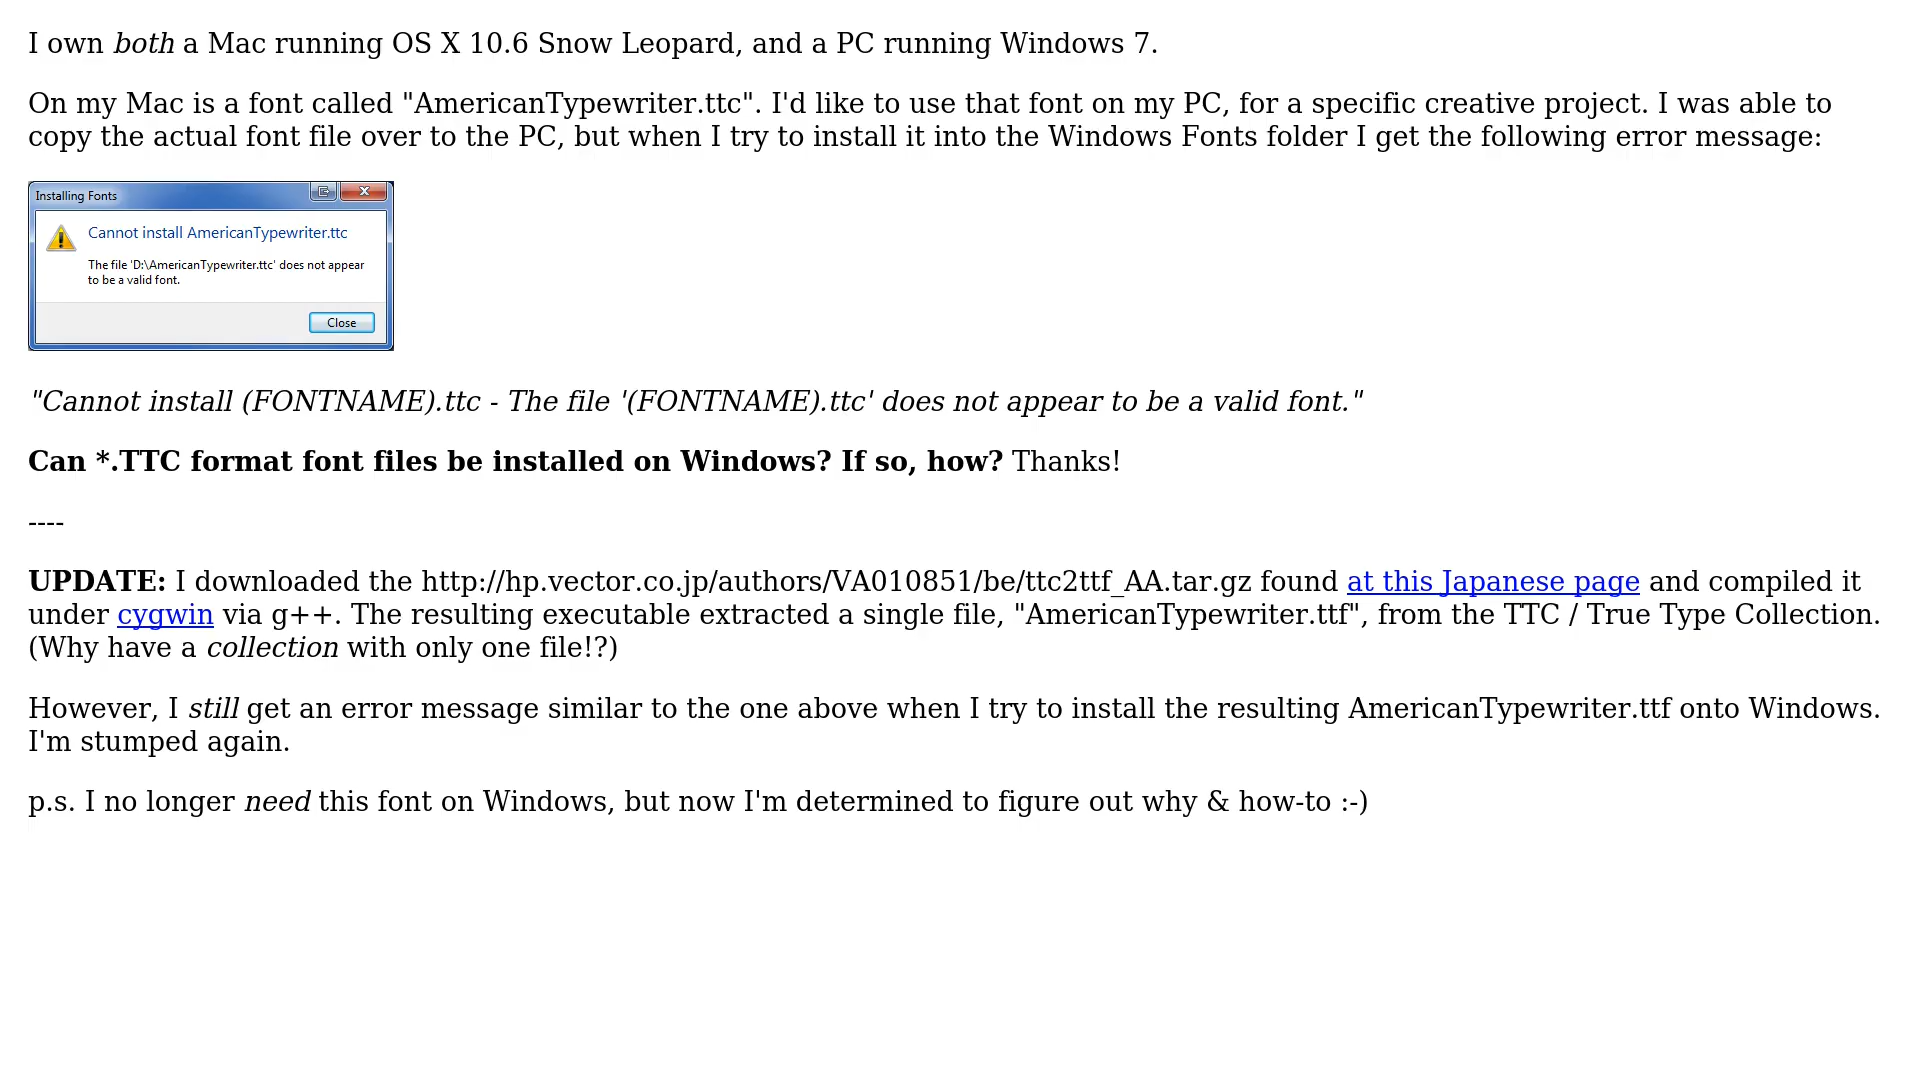 I own both a Mac running OS X 10.6 Snow Leopard, and a PC running Windows 7.
On my Mac is a font called "AmericanTypewriter.ttc". I'd like to use that font on my PC, for a specific creative project. I was able to
copy the actual font file over to the PC, but when I try to install it into the Windows Fonts folder I get the following error message:
Installing Fonts
Cannot install AmericanTypewriter.ttc
The file 'D:\AmericanTypewriter.ttc' does not appear
to be a valid font.
Close
"Cannot install (FONTNAME).ttc - The file '(FONTNAME).ttc' does not appear to be a valid font."
Can *.TTC format font files be installed on Windows? If so, how? Thanks!
----
UPDATE: I downloaded the http://hp.vector.co.jp/authors/VA010851/be/ttc2ttf_AA.tar.gz found at this Japanese page and compiled it
under cygwin via g++. The resulting executable extracted a single file, "AmericanTypewriter.ttf", from the TTC / True Type Collection.
(Why have a collection with only one file!?)
However, I still get an error message similar to the one above when I try to install the resulting AmericanTypewriter.ttf onto Windows.
I'm stumped again.
p.s. I no longer need this font on Windows, but now I'm determined to figure out why & how-to :-)